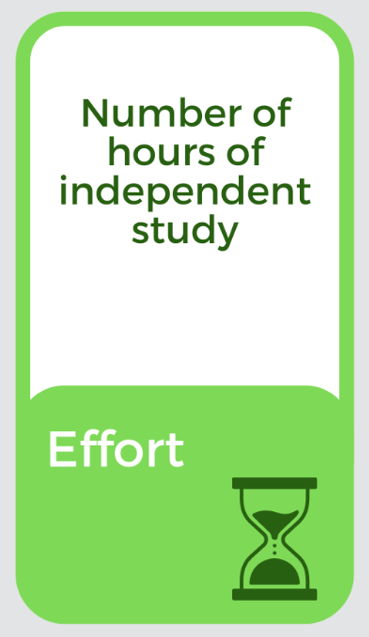 Number of
hours of
independent
study
Effort